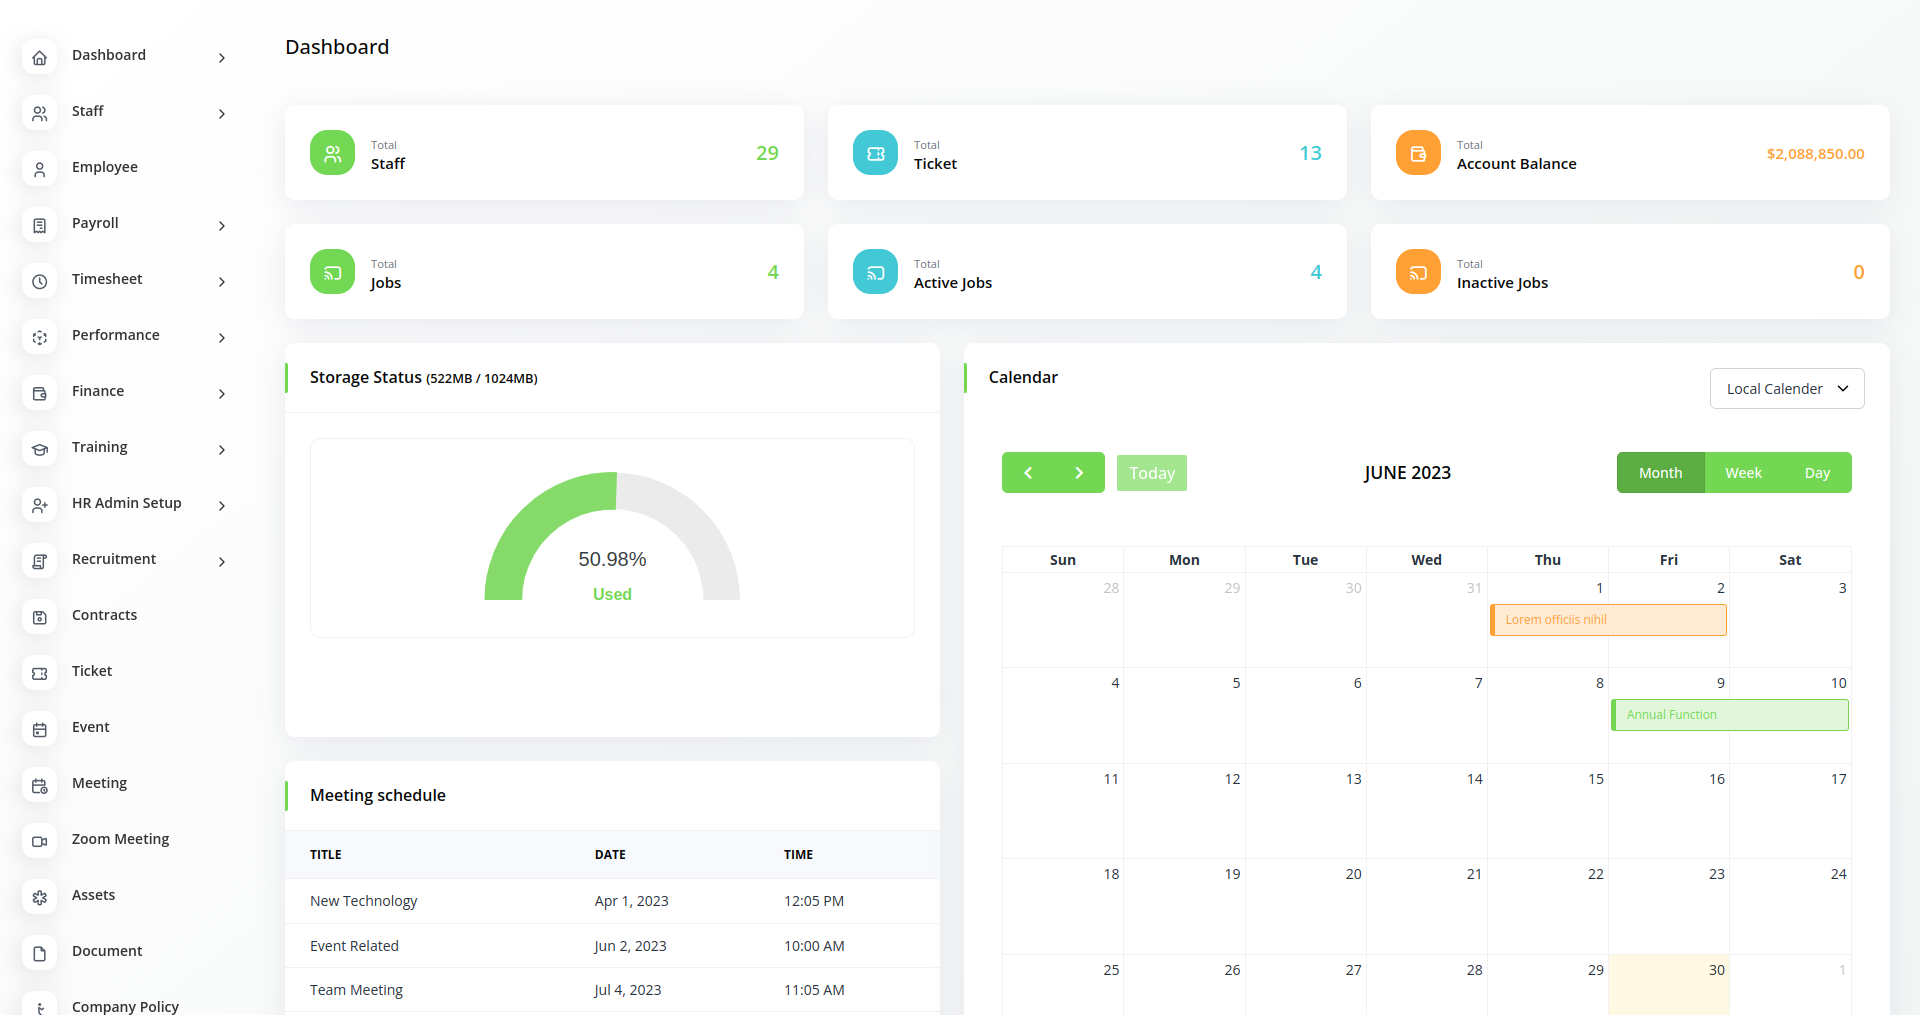 Dashboard
Staff
Employee
Payroll
Timesheet
Performance
Finance
Training
HR Admin Setup
Recruitment
Contracts
Ticket
Event
Meeting
Zoom Meeting
Assets
Document
Company Policy
Dashboard
Total
Staff
29
Total
Ticket
13
Total
Account Balance
$2,088,850.00
Total
Jobs
4
Total
Active Jobs
4
Total
Inactive Jobs
0
Storage Status (522MB / 1024MB)
50.98%
Used
Meeting schedule
TITLE DATE TIME
New Technology Apr 1, 2023 12:05 PM
Event Related Jun 2, 2023 10:00 AM
Team Meeting Jul 4, 2023 11:05 AM
Calendar
Local Calender
Today
JUNE 2023
Month Week Day
Sun Mon Tue Wed Thu Fri Sat
28 29 30 31 1 2 3
Lorem officiis nihil
4 5 6 7 8 9 10
Annual Function
11 12 13 14 15 16 17
18 19 20 21 22 23 24
25 26 27 28 29 30 1